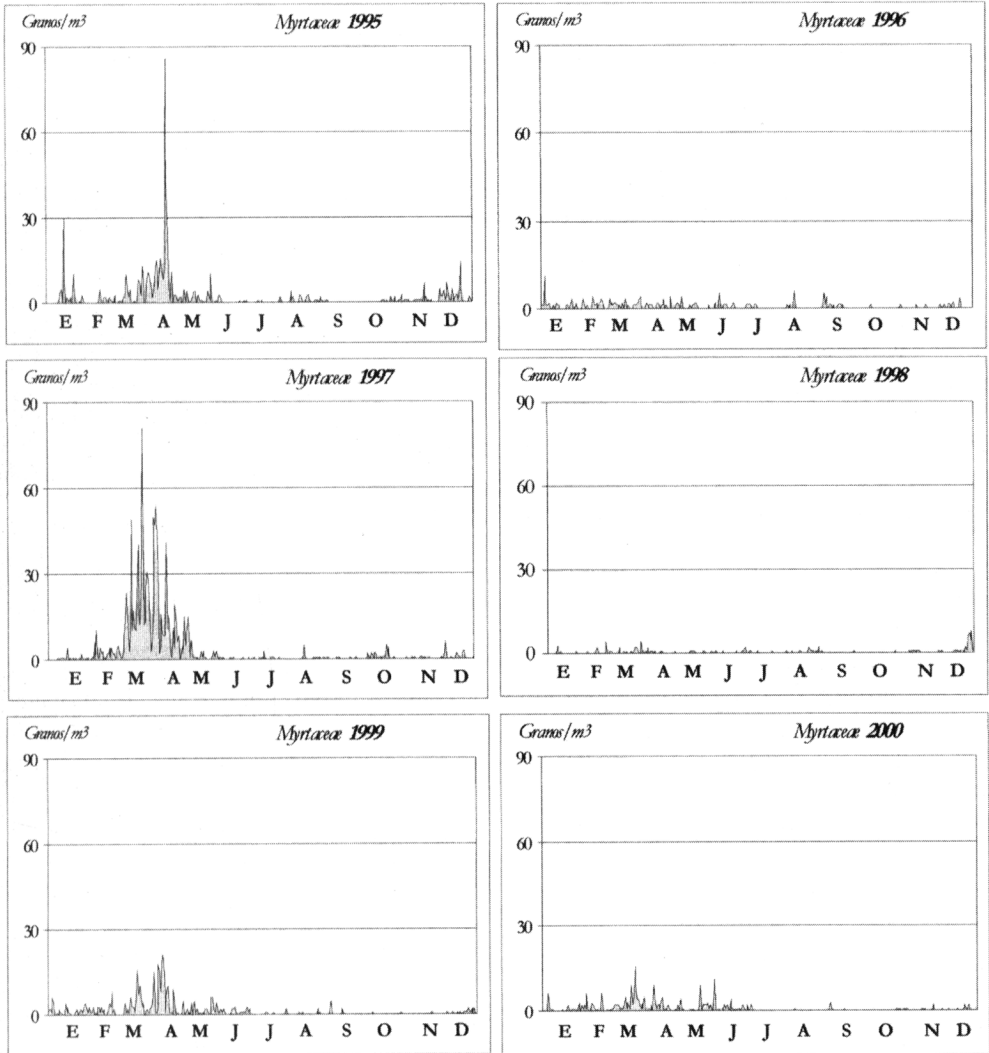 Granos/m3 Myrtaceae 1995
90
60
30
0
E F M A M J J A S O N D
Granos/m3 Myrtaceae 1996
90
60
30
0
E F M A M J J A S O N D
Granos/m3 Myrtaceae 1997
90
60
30
0
E F M A M J J A S O N D
Granos/m3 Myrtaceae 1998
90
60
30
0
E F M A M J J A S O N D
Granos/m3 Myrtaceae 1999
90
60
30
0
E F M A M J J A S O N D
Granos/m3 Myrtaceae 2000
90
60
30
0
E F M A M J J A S O N D